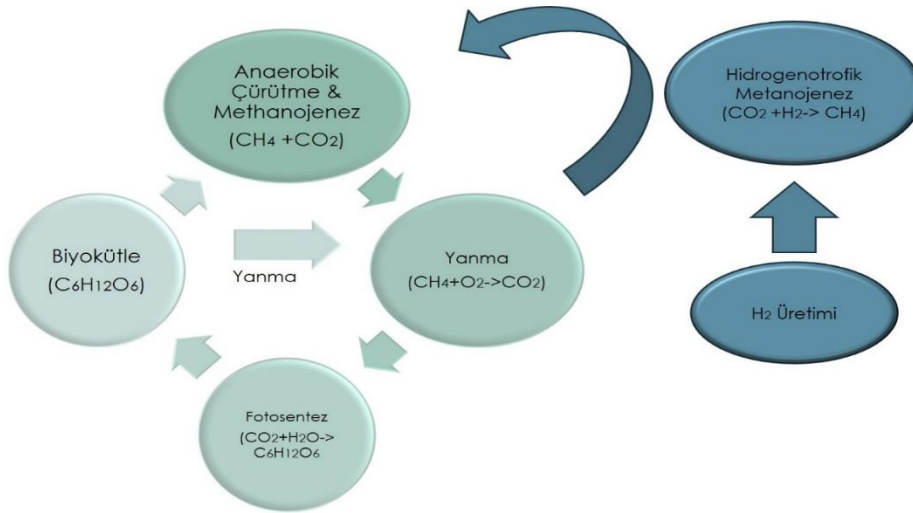 Anaerobik
Çürütme &
Methanojenez
(CH4 +CO2)
Hidrogenotrofik
Metanojenez
(CO2 +H2-> CH4)
Biyokütle
(C6H12O6)
Yanma
Yanma
(CH4+O2->CO2)
H2 Üretimi
Fotosentez
(CO2+H2O->
C6H12O6